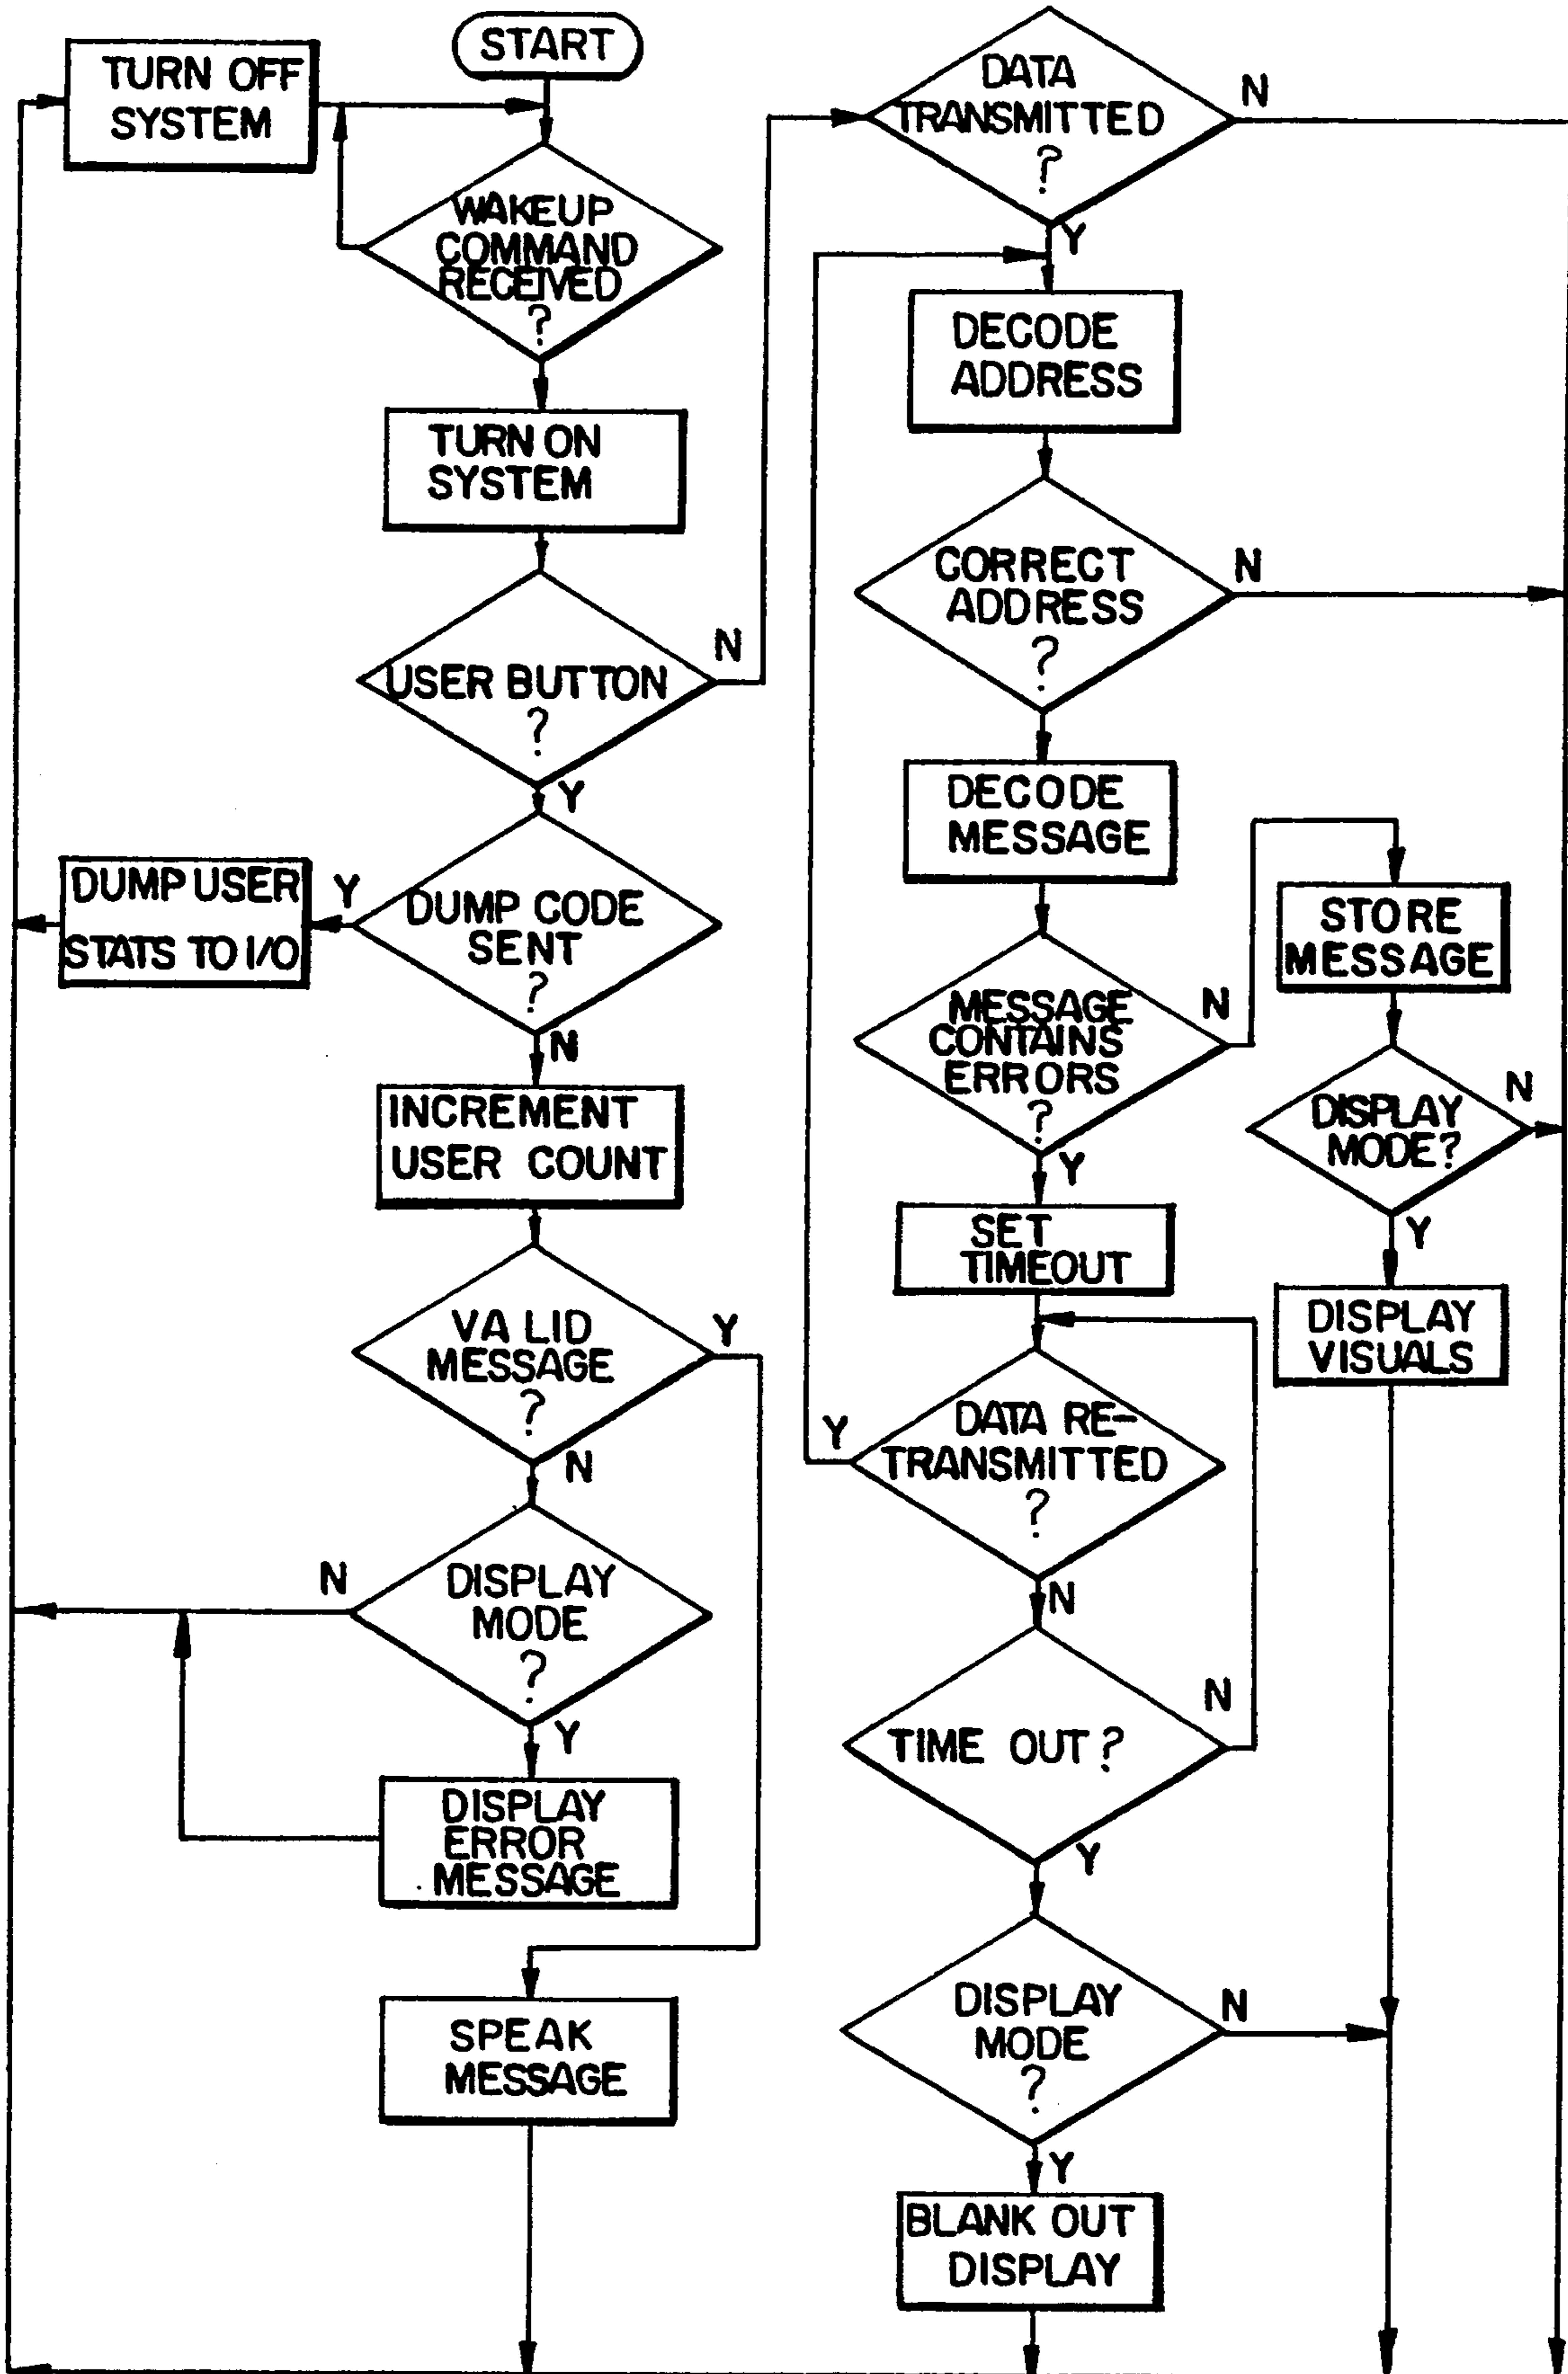 START
TURN OFF
SYSTEM
WAKEUP
COMMAND
RECEIVED
?
TURN ON
SYSTEM
USER BUTTON
?
N
Y
DUMP CODE
SENT
?
Y
DUMP USER
STATS TO I/O
N
INCREMENT
USER COUNT
VALID
MESSAGE
?
Y
N
DISPLAY
MODE
?
N
Y
DISPLAY
ERROR
MESSAGE
SPEAK
MESSAGE
DATA
TRANSMITTED
?
N
Y
DECODE
ADDRESS
CORRECT
ADDRESS
?
N
DECODE
MESSAGE
MESSAGE
CONTAINS
ERRORS
?
N
Y
STORE
MESSAGE
DISPLAY
MODE?
N
Y
DISPLAY
VISUALS
SET
TIMEOUT
DATA RE-
TRANSMITTED
?
Y
N
TIME OUT?
N
Y
DISPLAY
MODE
?
N
Y
BLANK OUT
DISPLAY